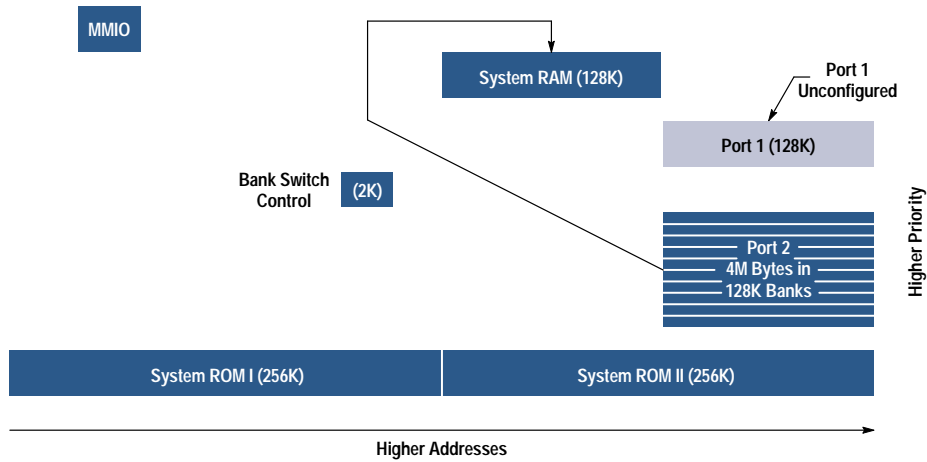 MMIO
System RAM (128K)
Port 1
Unconfigured
Port 1 (128K)
Bank Switch
Control
(2K)
Port 2
4M Bytes in
128K Banks
Higher Priority
System ROM I (256K)
System ROM II (256K)
Higher Addresses